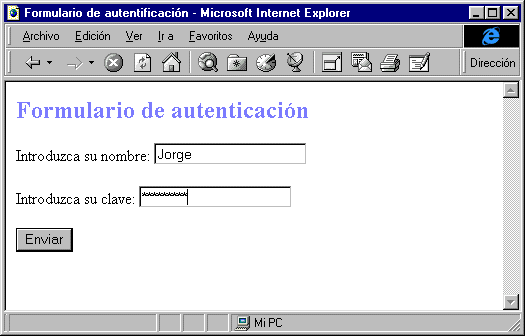 Formulario de autentificación - Microsoft Internet Explorer
Archivo Edición Ver Ir a Favoritos Ayuda
Dirección
Formulario de autenticación
Introduzca su nombre: Jorge
Introduzca su clave: *********
Enviar
Mi PC